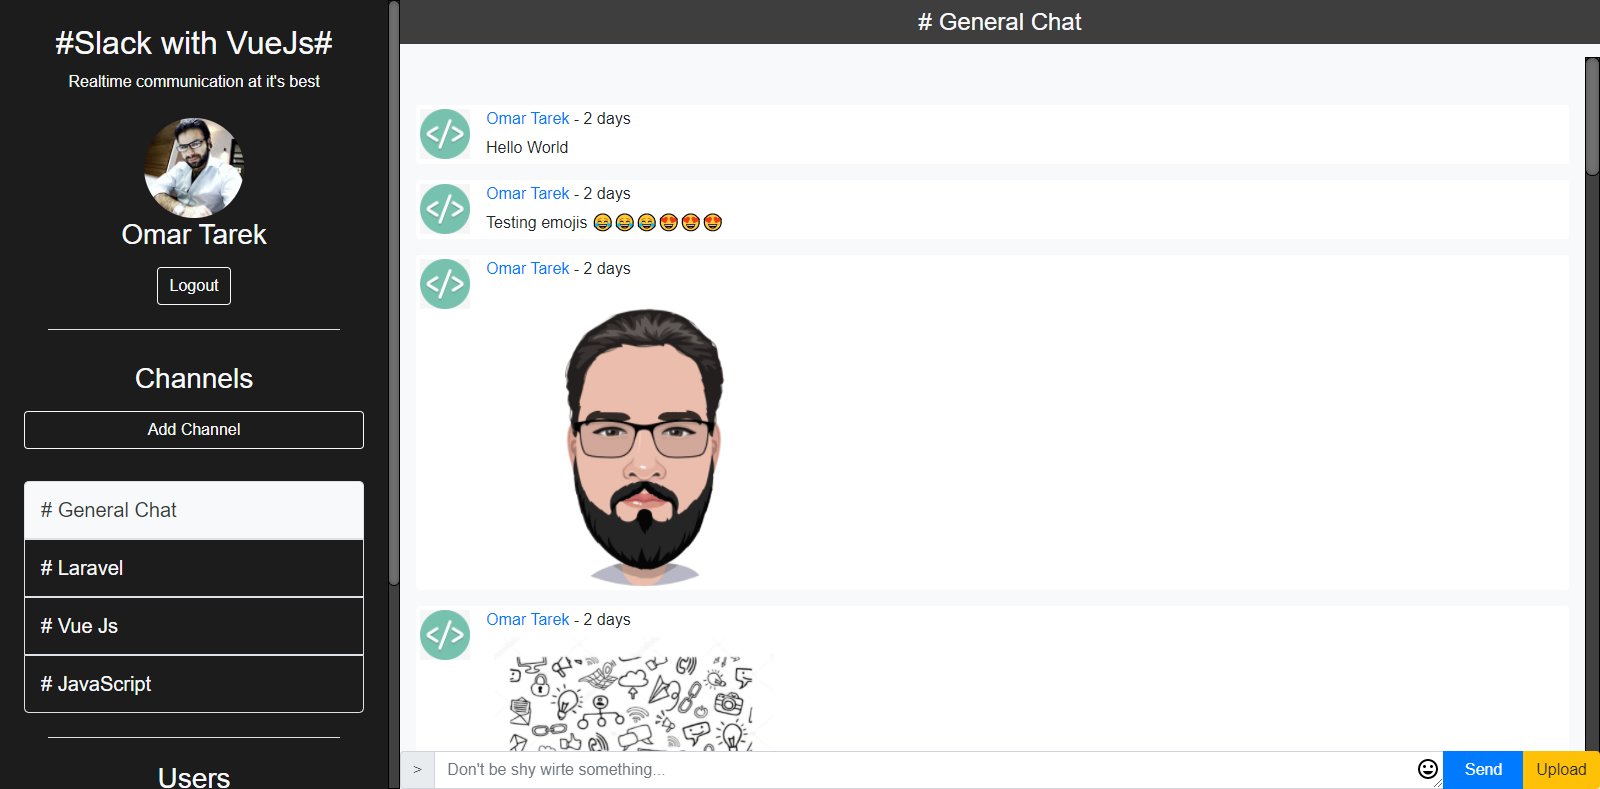 #Slack with VueJs#
Realtime communication at it's best
Omar Tarek
Logout
Channels
Add Channel
# General Chat
# Laravel
# Vue Js
# JavaScript
Users
# General Chat
</>
Omar Tarek - 2 days
Hello World
</>
Omar Tarek - 2 days
Testing emojis 😂😂😂😍😍😍
</>
Omar Tarek - 2 days
</>
Omar Tarek - 2 days
>
Don't be shy wirte something...
Send
Upload